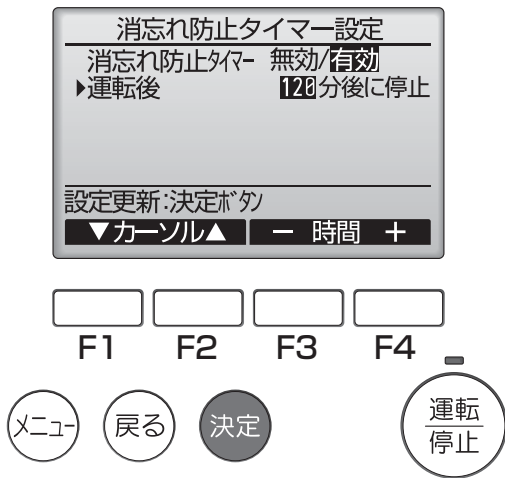 消忘れ防止タイマー設定
消忘れ防止ﾀｲﾏｰ 無効/有効
▶運転後 120分後に停止
設定更新:決定ﾎﾞﾀﾝ
▼カーソル▲ － 時間 ＋
F1 F2 F3 F4
メニュー 戻る 決定 運転
停止